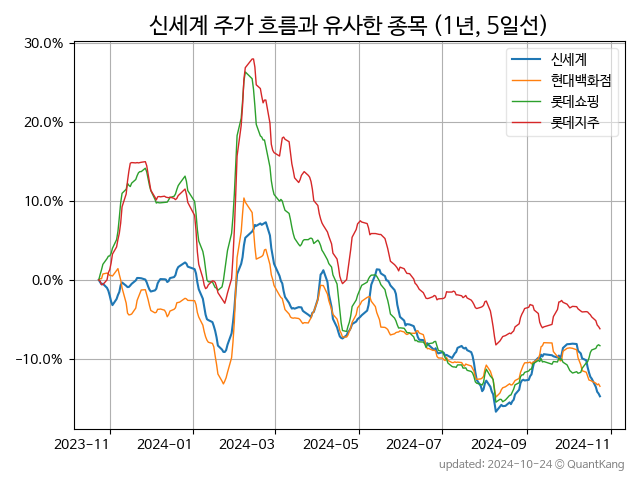 신세계 주가 흐름과 유사한 종목 (1년, 5일선)
30.0%
20.0%
10.0%
0.0%
−10.0%
신세계
현대백화점
롯데쇼핑
롯데지주
2023-11 2024-01 2024-03 2024-05 2024-07 2024-09 2024-11
updated: 2024-10-24 © QuantKang